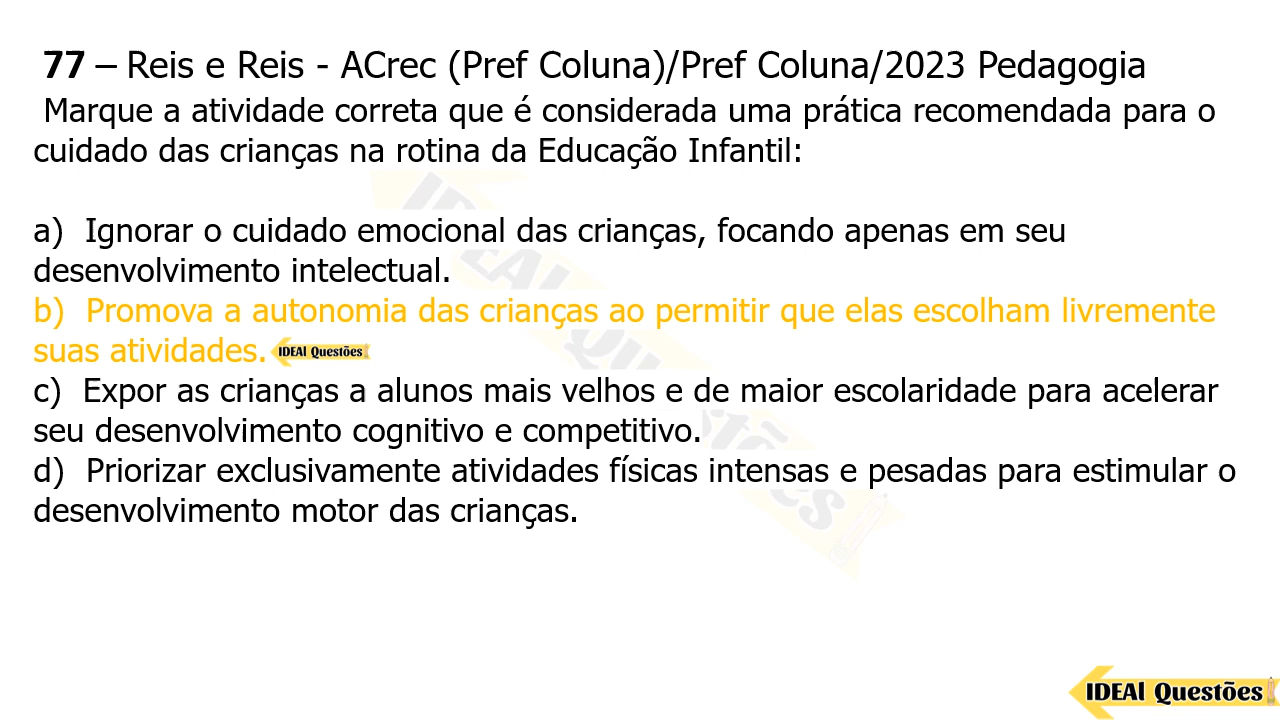 77 – Reis e Reis - ACrec (Pref Coluna)/Pref Coluna/2023 Pedagogia
Marque a atividade correta que é considerada uma prática recomendada para o
cuidado das crianças na rotina da Educação Infantil:
a) Ignorar o cuidado emocional das crianças, focando apenas em seu
desenvolvimento intelectual.
b) Promova a autonomia das crianças ao permitir que elas escolham livremente
suas atividades. IDEAl Questões
c) Expor as crianças a alunos mais velhos e de maior escolaridade para acelerar
seu desenvolvimento cognitivo e competitivo.
d) Priorizar exclusivamente atividades físicas intensas e pesadas para estimular o
desenvolvimento motor das crianças.
IDEAl Questões
IDEAl Questões